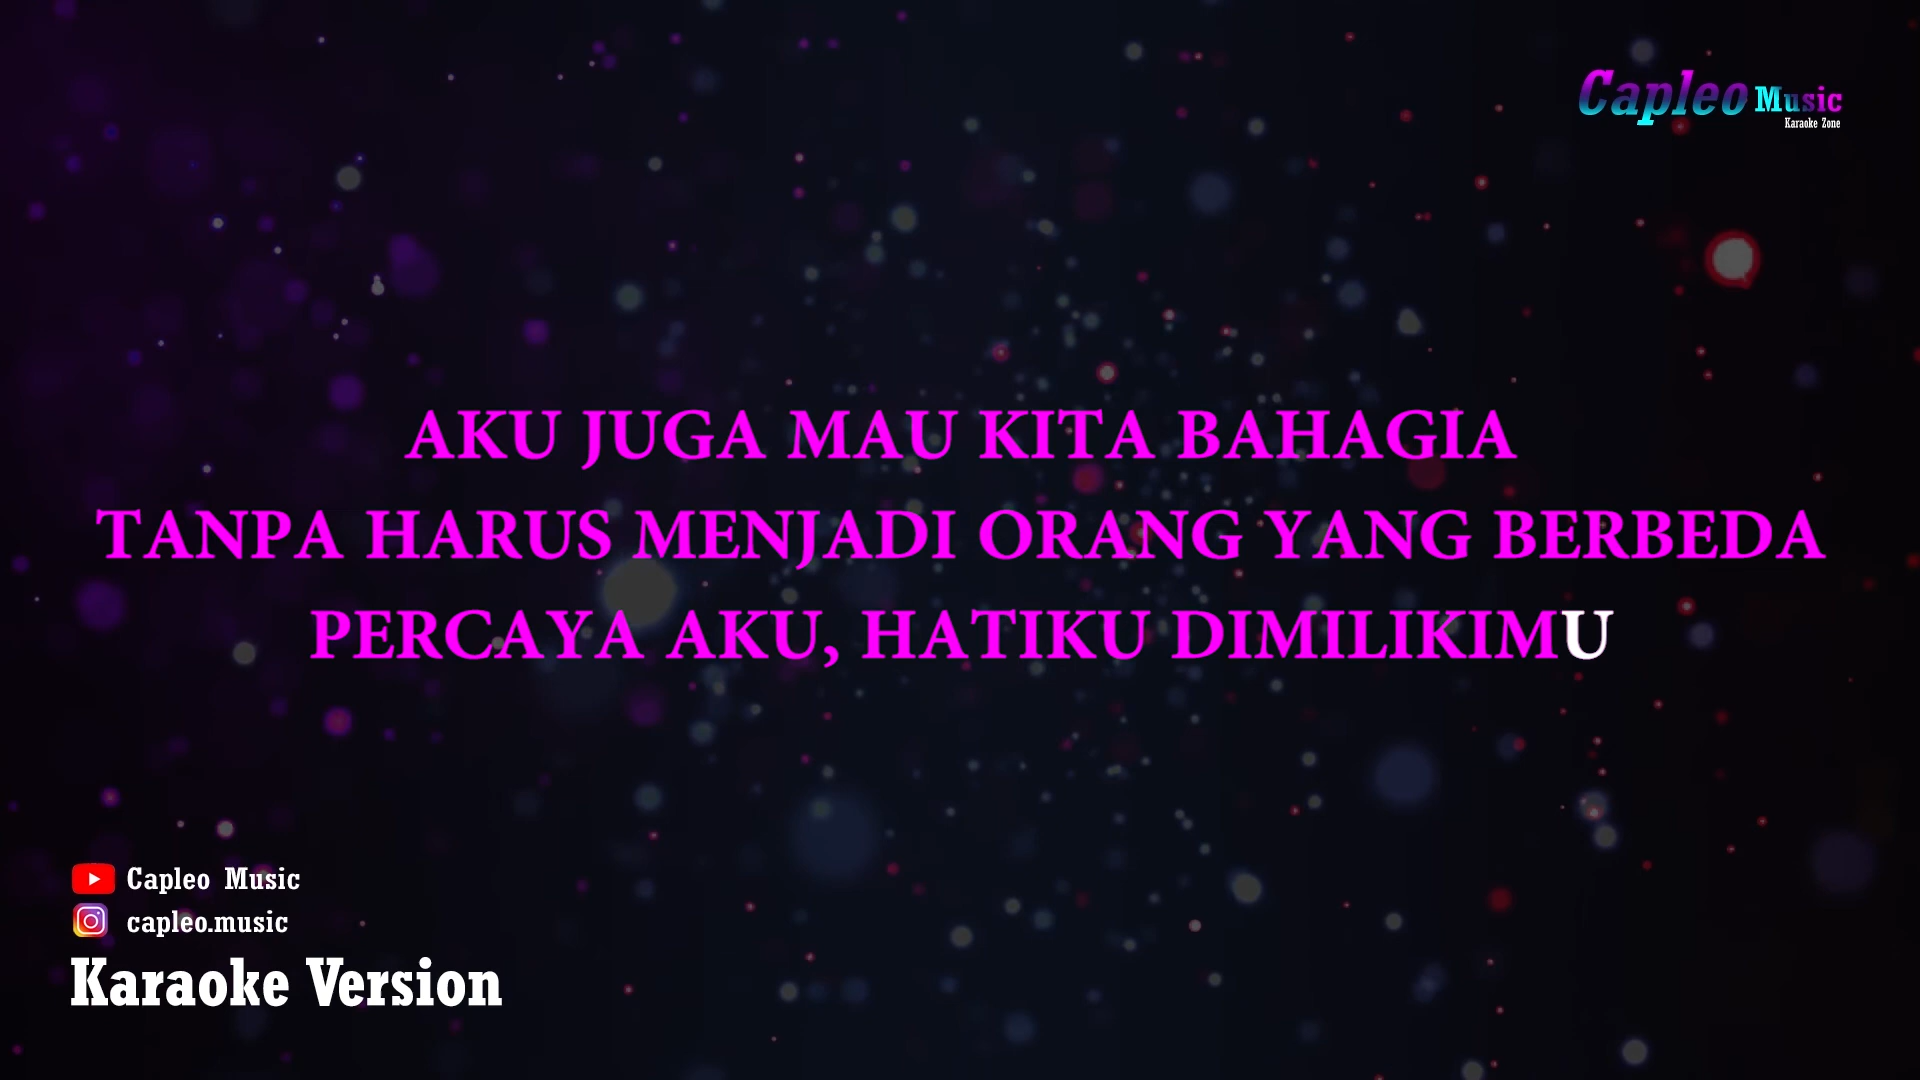 Capleo Music
Karaoke Zone
AKU JUGA MAU KITA BAHAGIA
TANPA HARUS MENJADI ORANG YANG BERBEDA
PERCAYA AKU, HATIKU DIMILIKIMU
Capleo Music
capleo.music
Karaoke Version